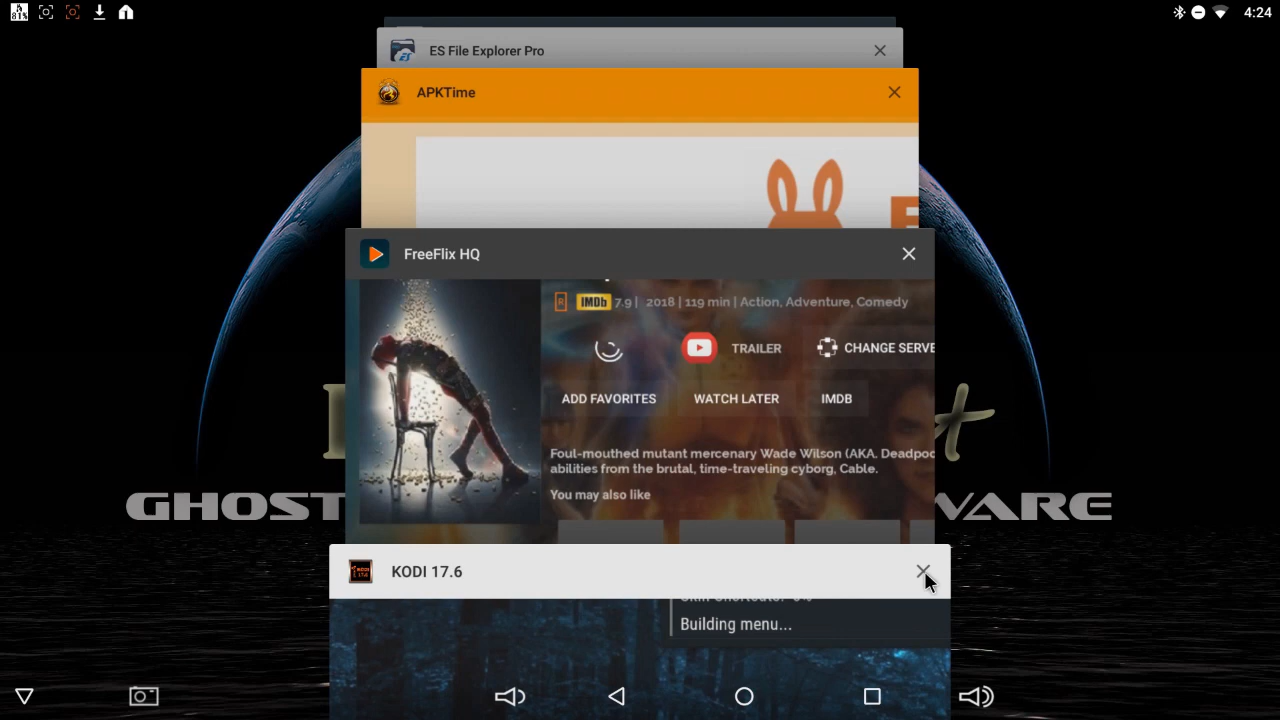 81%
4:24
ES File Explorer Pro
APKTime
FreeFlix HQ
R IMDb 7.9 | 2018 | 119 min | Action, Adventure, Comedy
TRAILER
CHANGE SERVE
ADD FAVORITES
WATCH LATER
IMDB
Foul-mouthed mutant mercenary Wade Wilson (AKA. Deadpoo
abilities from the brutal, time-traveling cyborg, Cable.
You may also like
GHOST
WARE
KODI 17.6
Building menu...